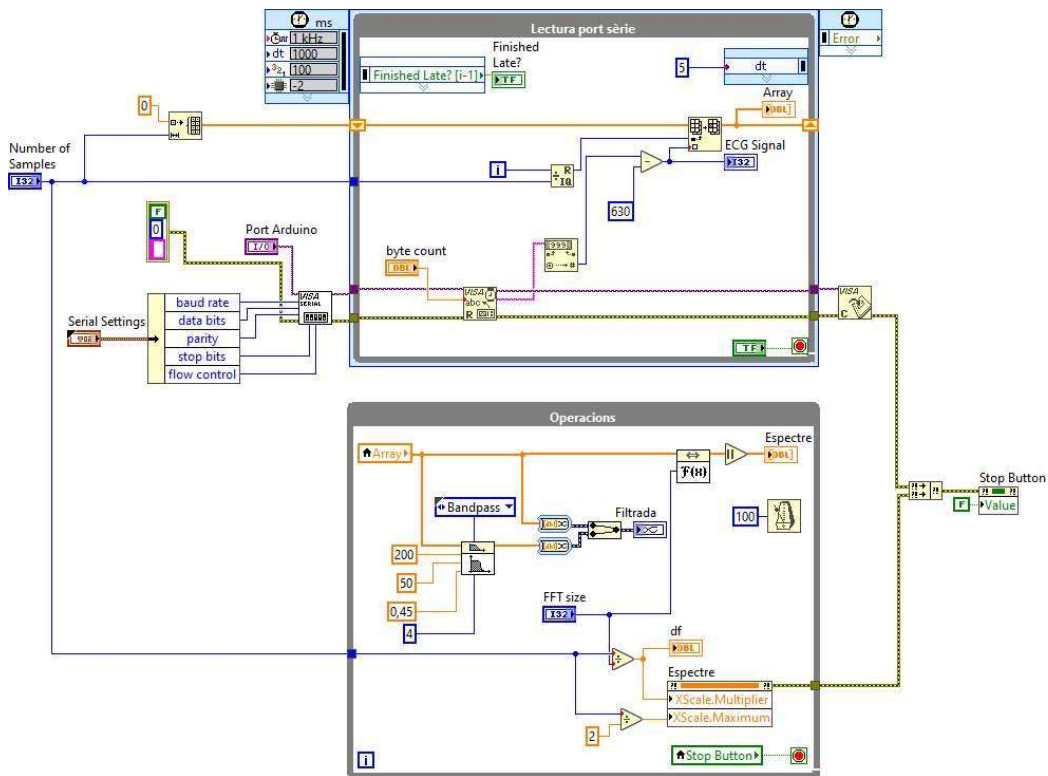 ms
1 kHz
dt 1000
100
-2
Lectura port sèrie
Error
Finished
Late?
Finished Late? [i-1]
TF
5
dt
Array
DBL
0
Number of
Samples
I32
i
R
IQ
ECG Signal
I32
630
F
0
Port Arduino
I/O
byte count
DBL
999
VISA
SERIAL
VISA
abc
R
VISA
C
Serial Settings
baud rate
data bits
parity
stop bits
flow control
TF
Operacions
Array
Espectre
DBL
F(x)
Bandpass
Filtrada
100
200
50
0,45
4
FFT size
I32
df
DBL
Espectre
XScale.Multiplier
XScale.Maximum
2
i
Stop Button
Stop Button
F
Value